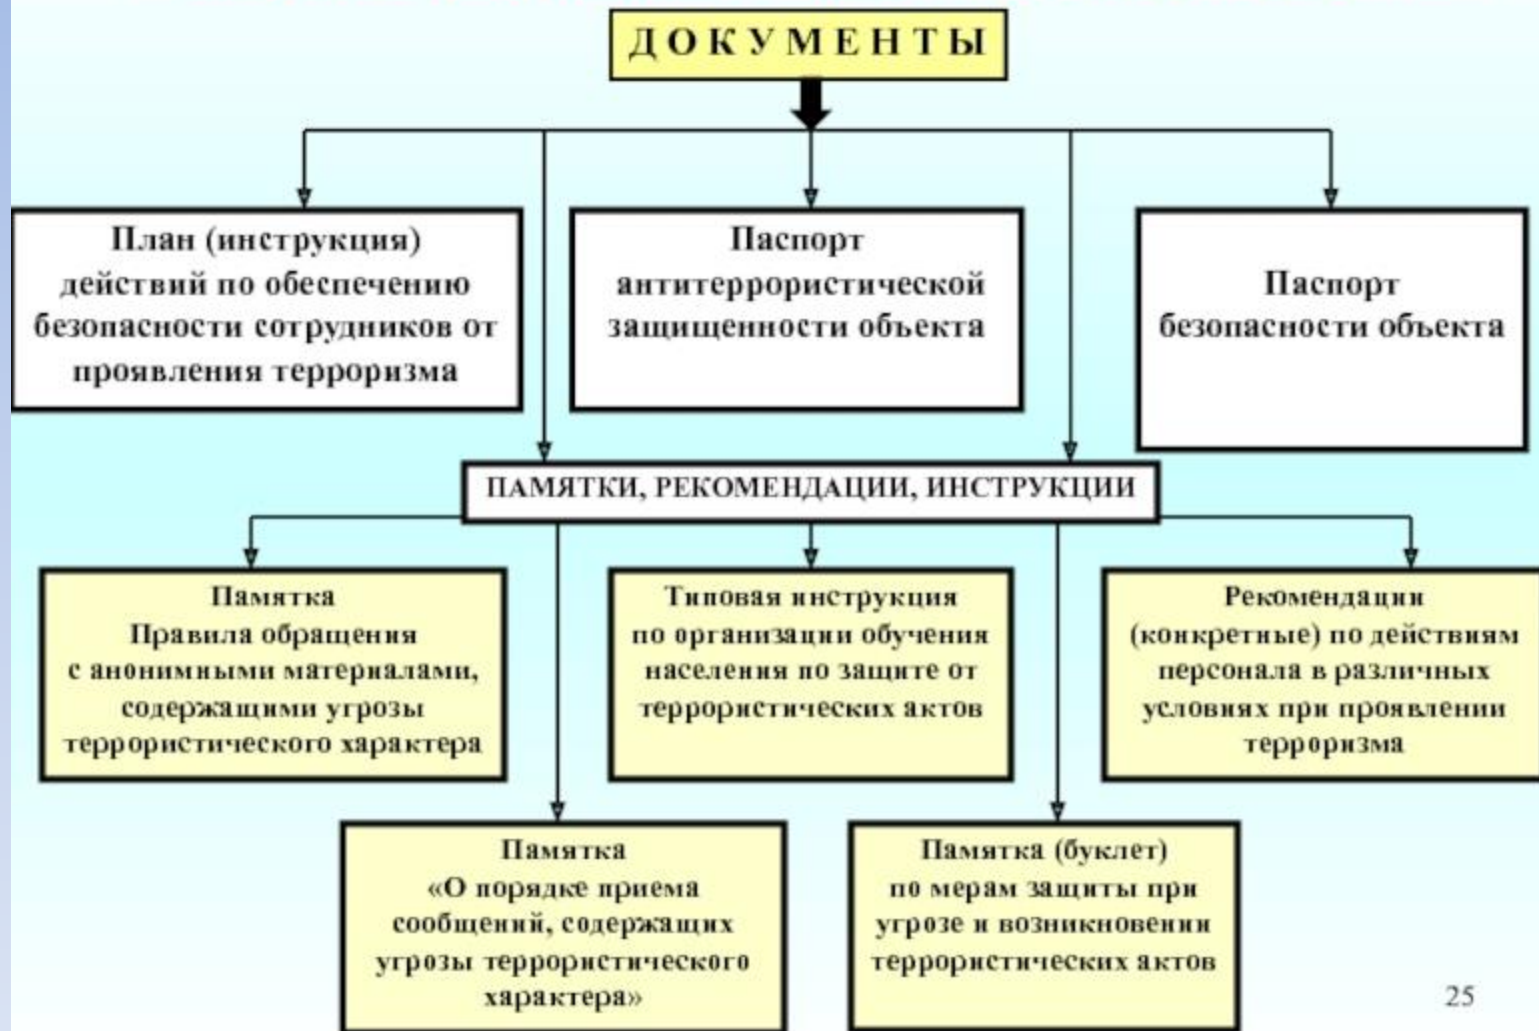 ДОКУМЕНТЫ
План (инструкция)
действий по обеспечению
безопасности сотрудников от
проявления терроризма
Паспорт
антитеррористической
защищенности объекта
Паспорт
безопасности объекта
ПАМЯТКИ, РЕКОМЕНДАЦИИ, ИНСТРУКЦИИ
Памятка
Правила обращения
с анонимными материалами,
содержащими угрозы
террористического характера
Типовая инструкция
по организации обучения
населения по защите от
террористических актов
Рекомендации
(конкретные) по действиям
персонала в различных
условиях при проявлении
терроризма
Памятка
«О порядке приема
сообщений, содержащих
угрозы террористического
характера»
Памятка (буклет)
по мерам защиты при
угрозе и возникновении
террористических актов
25